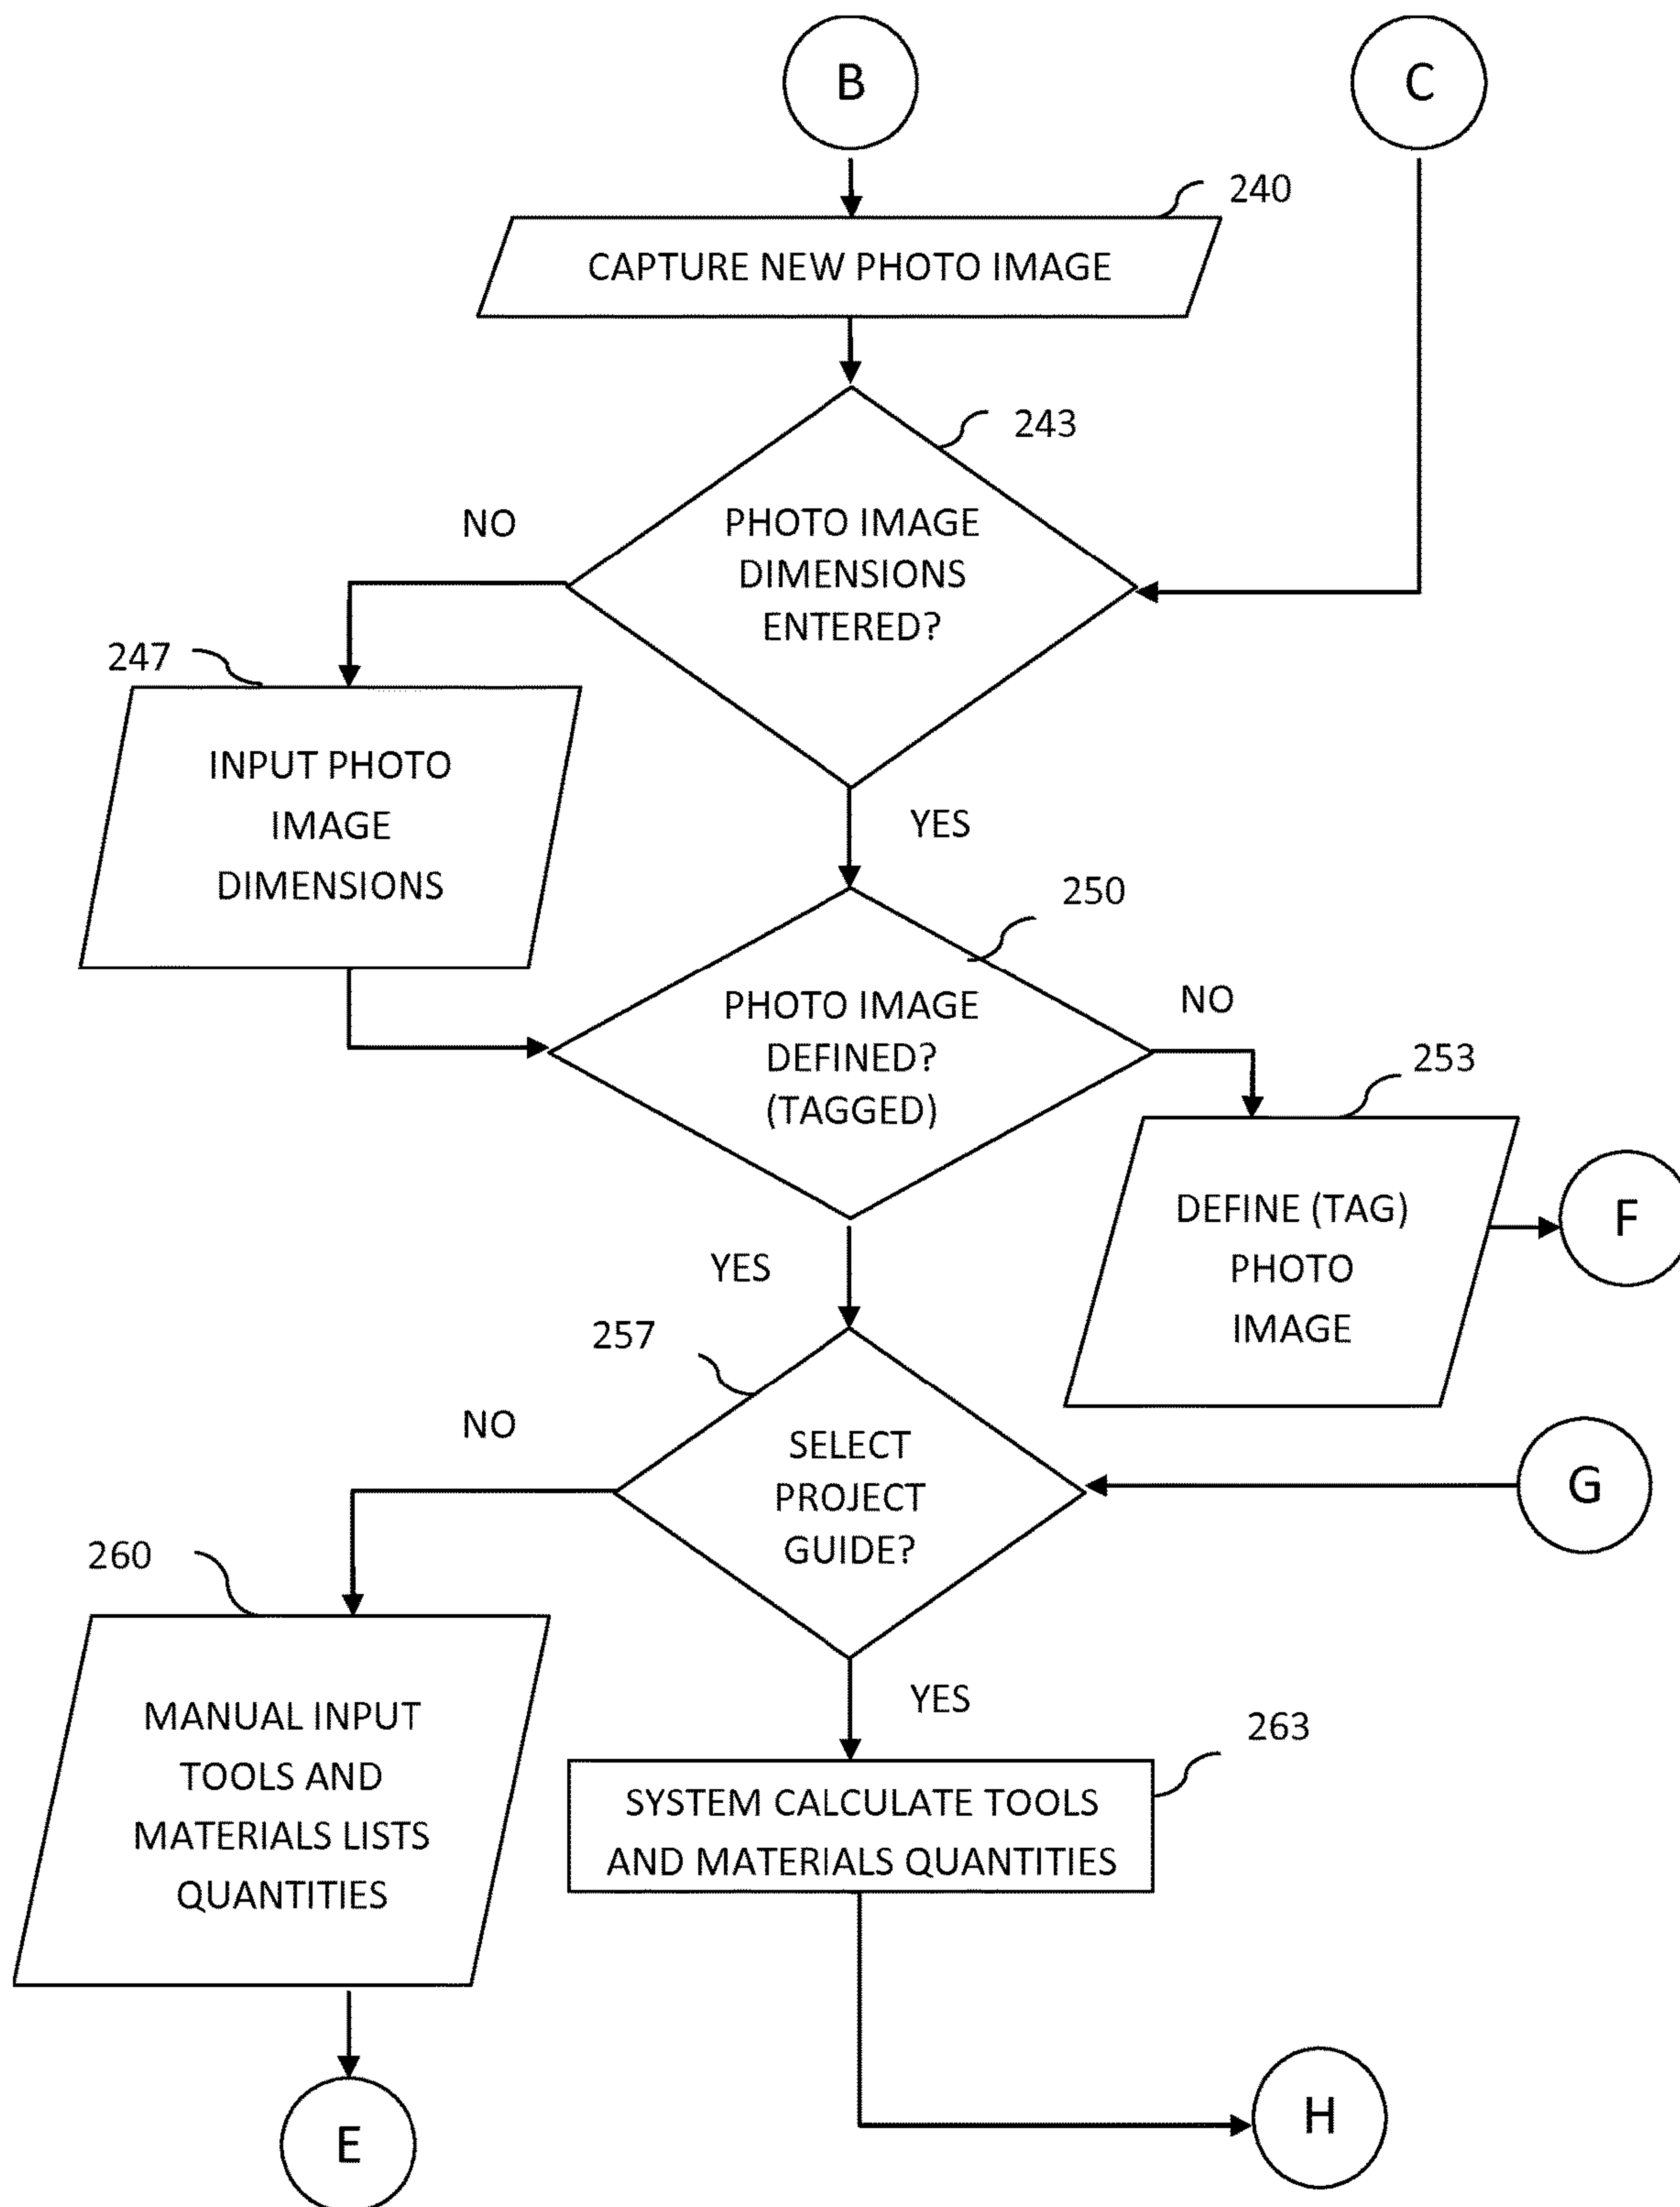 B
C
240
CAPTURE NEW PHOTO IMAGE
243
NO
PHOTO IMAGE
DIMENSIONS
ENTERED?
247
INPUT PHOTO
IMAGE
DIMENSIONS
YES
250
PHOTO IMAGE
DEFINED?
(TAGGED)
NO
253
DEFINE (TAG)
PHOTO
IMAGE
F
YES
257
NO
SELECT
PROJECT
GUIDE?
G
260
MANUAL INPUT
TOOLS AND
MATERIALS LISTS
QUANTITIES
YES
263
SYSTEM CALCULATE TOOLS
AND MATERIALS QUANTITIES
E
H